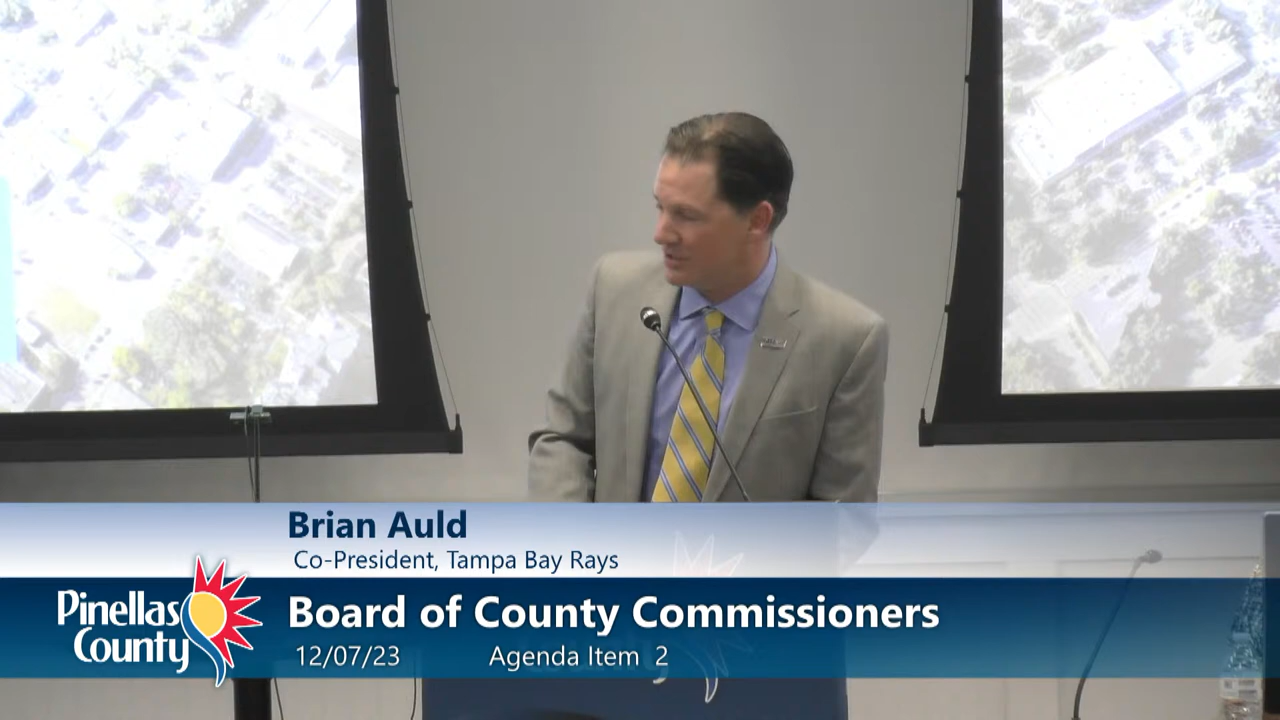 Brian Auld
Co-President, Tampa Bay Rays
Pinellas
County
Board of County Commissioners
12/07/23 Agenda Item 2